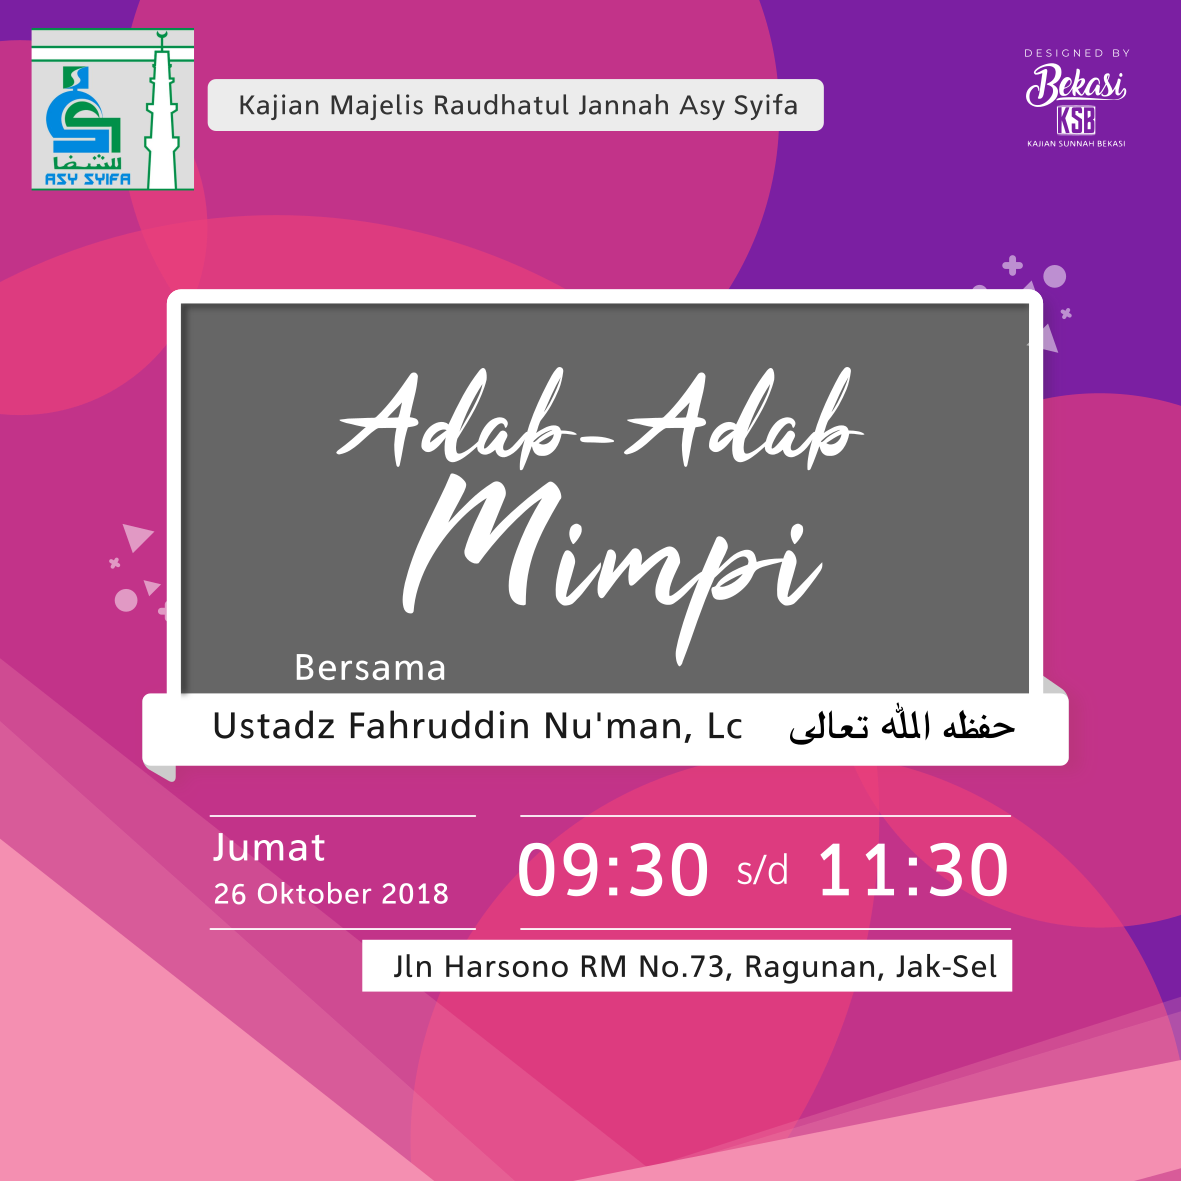 للشفا
ASY SYIFA
Kajian Majelis Raudhatul Jannah Asy Syifa
DESIGNED BY
Bekasi
KSB
KAJIAN SUNNAH BEKASI
Adab-Adab
Mimpi
Bersama
Ustadz Fahruddin Nu'man, Lc حفظه الله تعالى
Jumat
26 Oktober 2018
09:30 s/d 11:30
Jln Harsono RM No.73, Ragunan, Jak-Sel